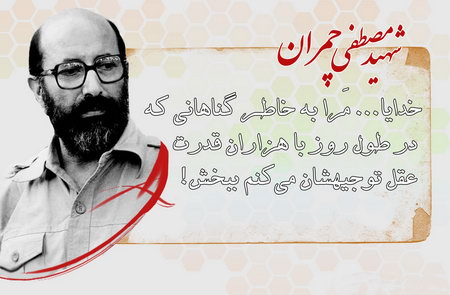 شهید مصطفی چمران
خدایا... مَرا به خاطر گناهانی که
در طول روز با هزاران قدرت
عقل توجیهشان می کنم ببخش!